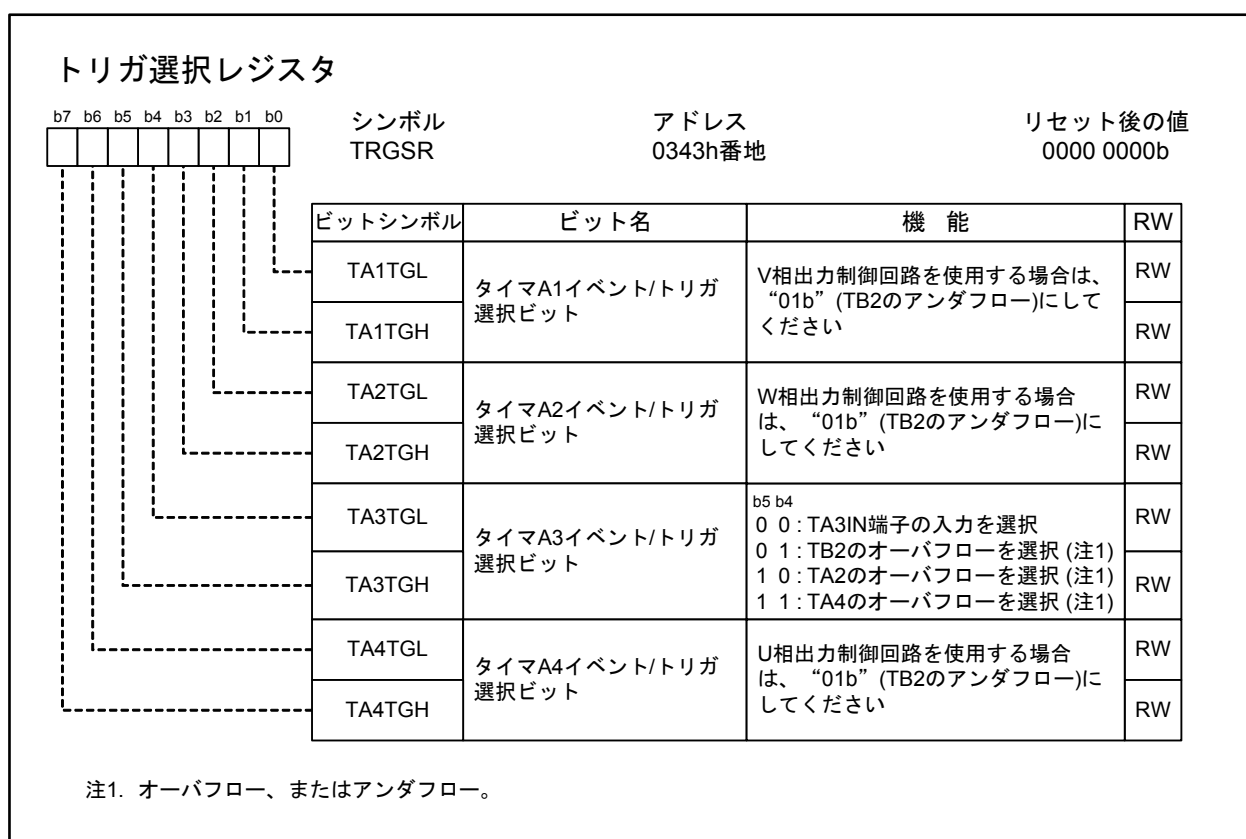 トリガ選択レジスタ
b7 b6 b5 b4 b3 b2 b1 b0
シンボル アドレス リセット後の値
TRGSR 0343h番地 0000 0000b
ビットシンボル ビット名 機 能 RW
TA1TGL
タイマA1イベント/トリガ
選択ビット
V相出力制御回路を使用する場合は、
“01b”(TB2のアンダフロー)にして
ください
RW
TA1TGH
RW
TA2TGL
タイマA2イベント/トリガ
選択ビット
W相出力制御回路を使用する場合
は、“01b”(TB2のアンダフロー)に
してください
RW
TA2TGH
RW
TA3TGL
タイマA3イベント/トリガ
選択ビット
b5 b4
0 0 : TA3IN端子の入力を選択
0 1 : TB2のオーバフローを選択 (注1)
1 0 : TA2のオーバフローを選択 (注1)
1 1 : TA4のオーバフローを選択 (注1)
RW
TA3TGH
RW
TA4TGL
タイマA4イベント/トリガ
選択ビット
U相出力制御回路を使用する場合
は、“01b”(TB2のアンダフロー)に
してください
RW
TA4TGH
RW
注1. オーバフロー、またはアンダフロー。